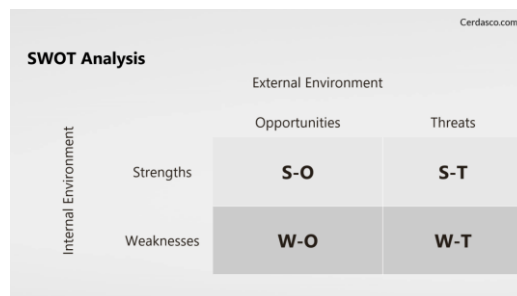 Cerdasco.com
SWOT Analysis
External Environment
Opportunities Threats
Internal Environment
Strengths S-O S-T
Weaknesses W-O W-T